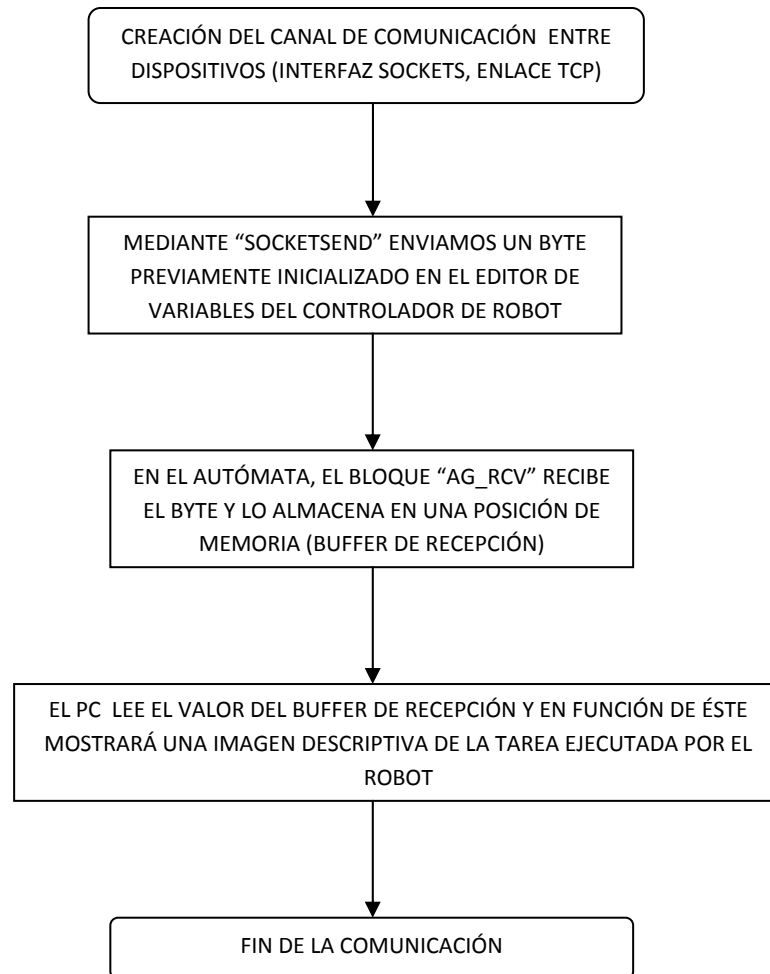 CREACIÓN DEL CANAL DE COMUNICACIÓN ENTRE
DISPOSITIVOS (INTERFAZ SOCKETS, ENLACE TCP)
MEDIANTE “SOCKETSEND” ENVIAMOS UN BYTE
PREVIAMENTE INICIALIZADO EN EL EDITOR DE
VARIABLES DEL CONTROLADOR DE ROBOT
EN EL AUTÓMATA, EL BLOQUE “AG_RCV” RECIBE
EL BYTE Y LO ALMACENA EN UNA POSICIÓN DE
MEMORIA (BUFFER DE RECEPCIÓN)
EL PC LEE EL VALOR DEL BUFFER DE RECEPCIÓN Y EN FUNCIÓN DE ÉSTE
MOSTRARÁ UNA IMAGEN DESCRIPTIVA DE LA TAREA EJECUTADA POR EL
ROBOT
FIN DE LA COMUNICACIÓN